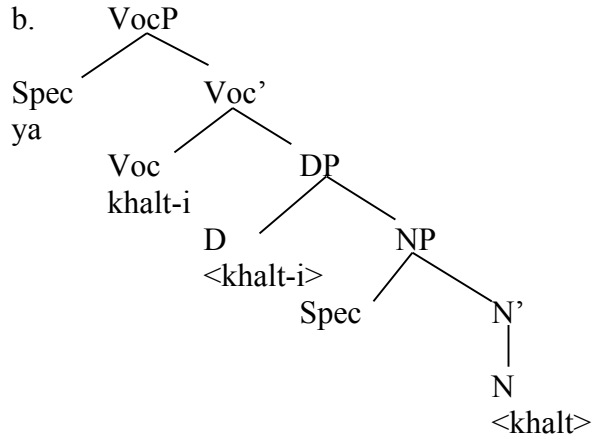 b. VocP
Spec Voc’
ya
Voc DP
khalt-i
D NP
<khalt-i>
Spec N’
N
<khalt>